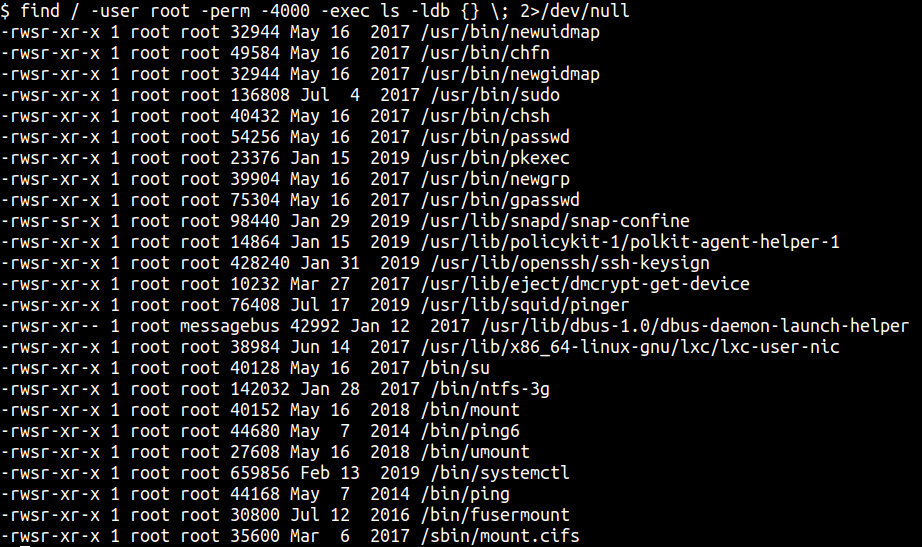 $ find / -user root -perm -4000 -exec ls -ldb {} \; 2>/dev/null
-rwsr-xr-x 1 root root 32944 May 16  2017 /usr/bin/newuidmap
-rwsr-xr-x 1 root root 49584 May 16  2017 /usr/bin/chfn
-rwsr-xr-x 1 root root 32944 May 16  2017 /usr/bin/newgidmap
-rwsr-xr-x 1 root root 136808 Jul  4  2017 /usr/bin/sudo
-rwsr-xr-x 1 root root 40432 May 16  2017 /usr/bin/chsh
-rwsr-xr-x 1 root root 54256 May 16  2017 /usr/bin/passwd
-rwsr-xr-x 1 root root 23376 Jan 15  2019 /usr/bin/pkexec
-rwsr-xr-x 1 root root 39904 May 16  2017 /usr/bin/newgrp
-rwsr-xr-x 1 root root 75304 May 16  2017 /usr/bin/gpasswd
-rwsr-sr-x 1 root root 98440 Jan 29  2019 /usr/lib/snapd/snap-confine
-rwsr-xr-x 1 root root 14864 Jan 15  2019 /usr/lib/policykit-1/polkit-agent-helper-1
-rwsr-xr-x 1 root root 428240 Jan 31  2019 /usr/lib/openssh/ssh-keysign
-rwsr-xr-x 1 root root 10232 Mar 27  2017 /usr/lib/eject/dmcrypt-get-device
-rwsr-xr-x 1 root root 76408 Jul 17  2019 /usr/lib/squid/pinger
-rwsr-xr-- 1 root messagebus 42992 Jan 12  2017 /usr/lib/dbus-1.0/dbus-daemon-launch-helper
-rwsr-xr-x 1 root root 38984 Jun 14  2017 /usr/lib/x86_64-linux-gnu/lxc/lxc-user-nic
-rwsr-xr-x 1 root root 40128 May 16  2017 /bin/su
-rwsr-xr-x 1 root root 142032 Jan 28  2017 /bin/ntfs-3g
-rwsr-xr-x 1 root root 40152 May 16  2018 /bin/mount
-rwsr-xr-x 1 root root 44680 May  7  2014 /bin/ping6
-rwsr-xr-x 1 root root 27608 May 16  2018 /bin/umount
-rwsr-xr-x 1 root root 659856 Feb 13  2019 /bin/systemctl
-rwsr-xr-x 1 root root 44168 May  7  2014 /bin/ping
-rwsr-xr-x 1 root root 30800 Jul 12  2016 /bin/fusermount
-rwsr-xr-x 1 root root 35600 Mar  6  2017 /sbin/mount.cifs